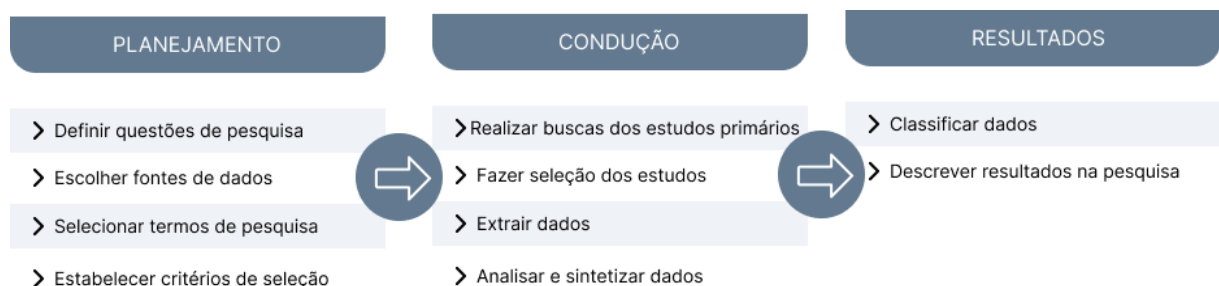 PLANEJAMENTO
Definir questões de pesquisa
Escolher fontes de dados
Selecionar termos de pesquisa
Estabelecer critérios de seleção
CONDUÇÃO
Realizar buscas dos estudos primários
Fazer seleção dos estudos
Extrair dados
Analisar e sintetizar dados
RESULTADOS
Classificar dados
Descrever resultados na pesquisa